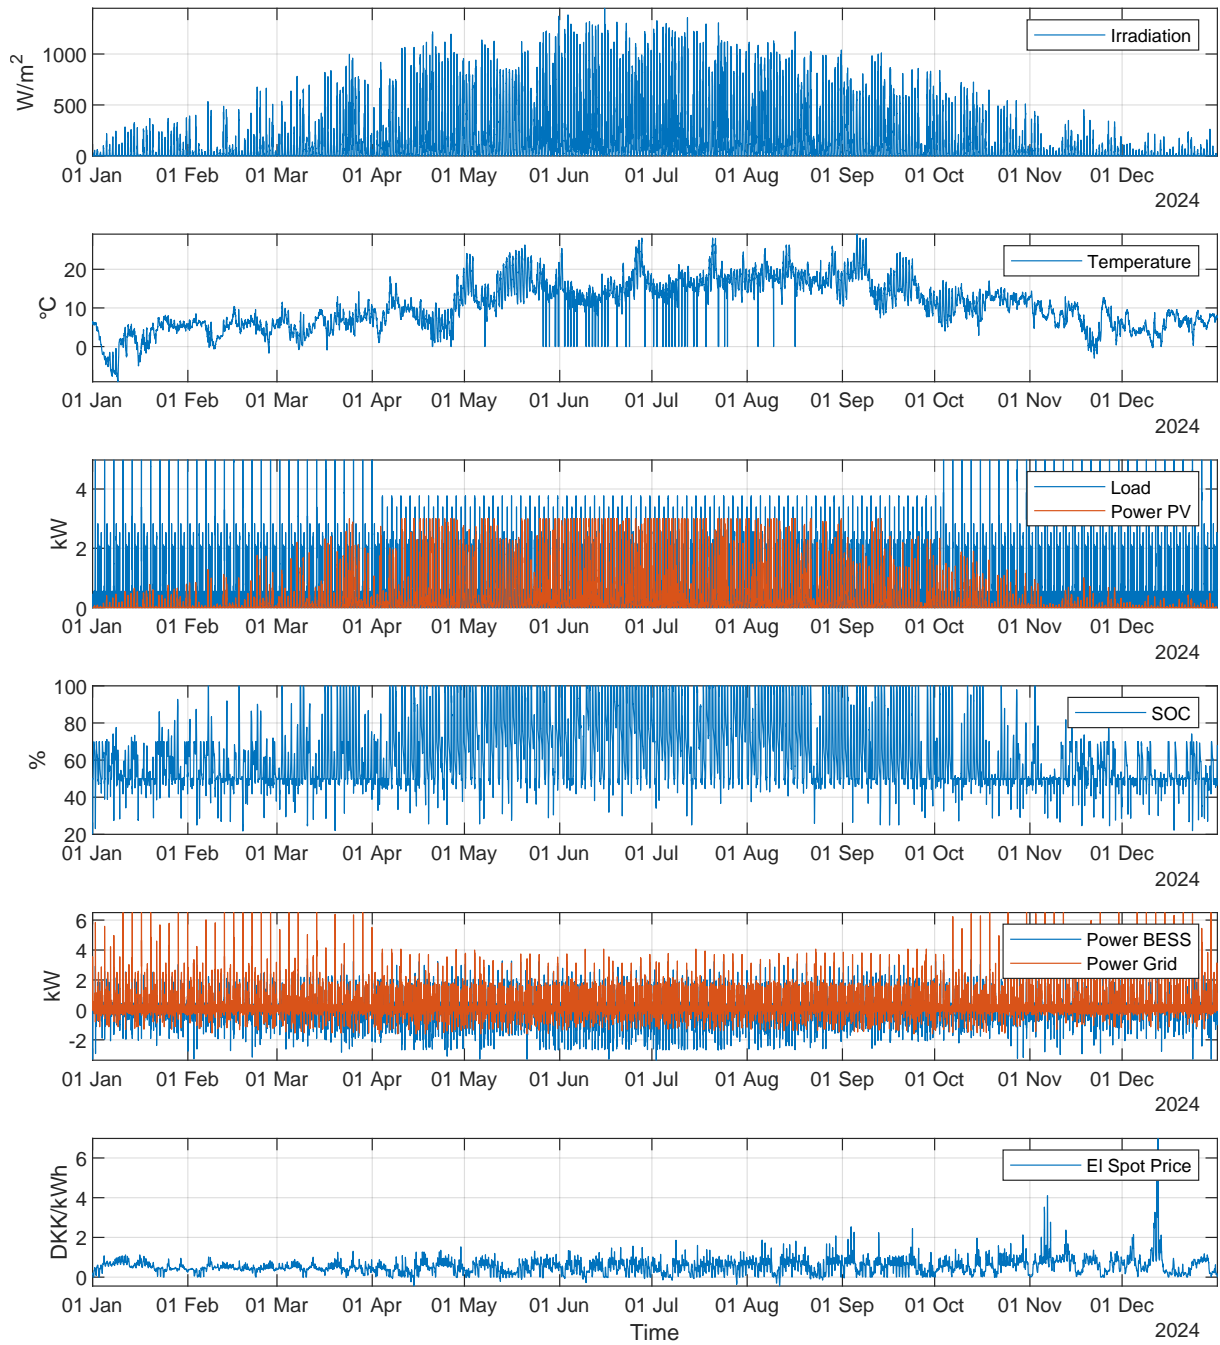 Irradiation
W/m²
1000
500
0
01 Jan 01 Feb 01 Mar 01 Apr 01 May 01 Jun 01 Jul 01 Aug 01 Sep 01 Oct 01 Nov 01 Dec
2024
Temperature
°C
20
10
0
01 Jan 01 Feb 01 Mar 01 Apr 01 May 01 Jun 01 Jul 01 Aug 01 Sep 01 Oct 01 Nov 01 Dec
2024
Load
Power PV
kW
4
2
0
01 Jan 01 Feb 01 Mar 01 Apr 01 May 01 Jun 01 Jul 01 Aug 01 Sep 01 Oct 01 Nov 01 Dec
2024
SOC
%
100
80
60
40
20
01 Jan 01 Feb 01 Mar 01 Apr 01 May 01 Jun 01 Jul 01 Aug 01 Sep 01 Oct 01 Nov 01 Dec
2024
Power BESS
Power Grid
kW
6
4
2
0
-2
01 Jan 01 Feb 01 Mar 01 Apr 01 May 01 Jun 01 Jul 01 Aug 01 Sep 01 Oct 01 Nov 01 Dec
2024
El Spot Price
DKK/kWh
6
4
2
0
01 Jan 01 Feb 01 Mar 01 Apr 01 May 01 Jun 01 Jul 01 Aug 01 Sep 01 Oct 01 Nov 01 Dec
Time
2024